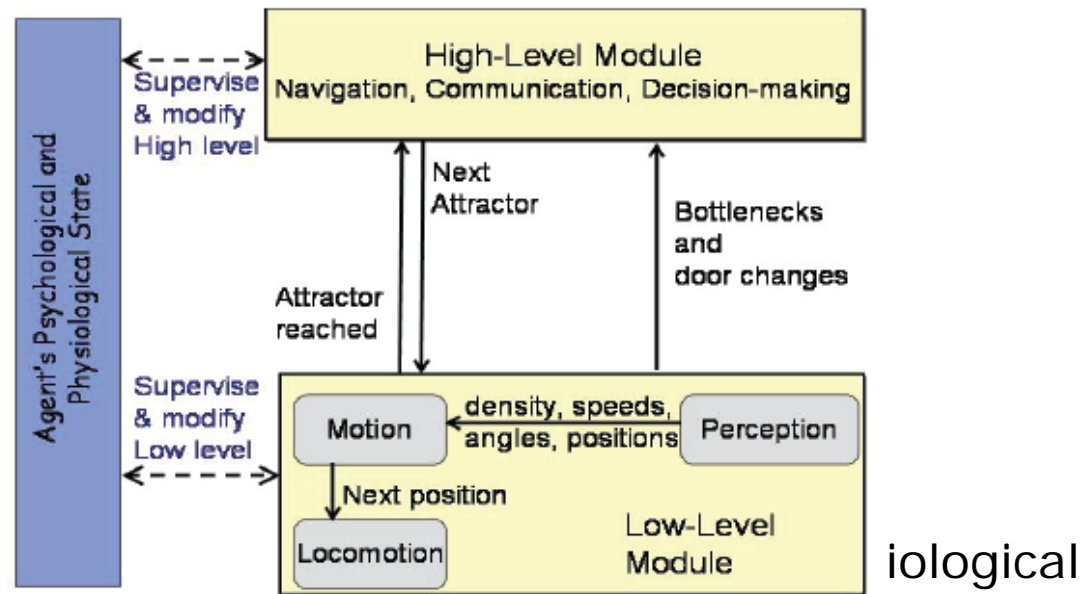 Agent's Psychological and
Physiological State
Supervise
& modify
High level
High-Level Module
Navigation, Communication, Decision-making
Next
Attractor
Attractor
reached
Bottlenecks
and
door changes
Supervise
& modify
Low level
Motion
density, speeds,
angles, positions
Perception
Next position
Locomotion
Low-Level
Module
iological